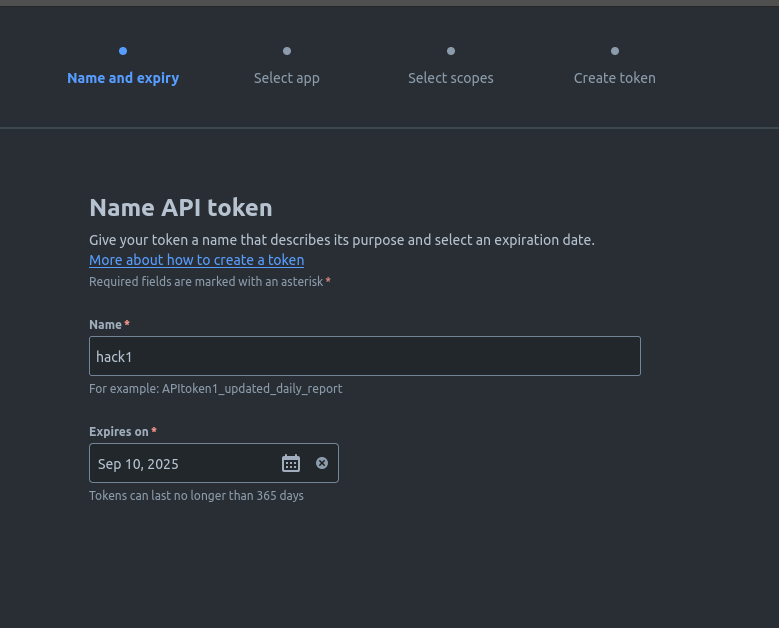 Name and expiry
Select app
Select scopes
Create token
Name API token
Give your token a name that describes its purpose and select an expiration date.
More about how to create a token
Required fields are marked with an asterisk *
Name *
hack1
For example: APItoken1_updated_daily_report
Expires on *
Sep 10, 2025
Tokens can last no longer than 365 days